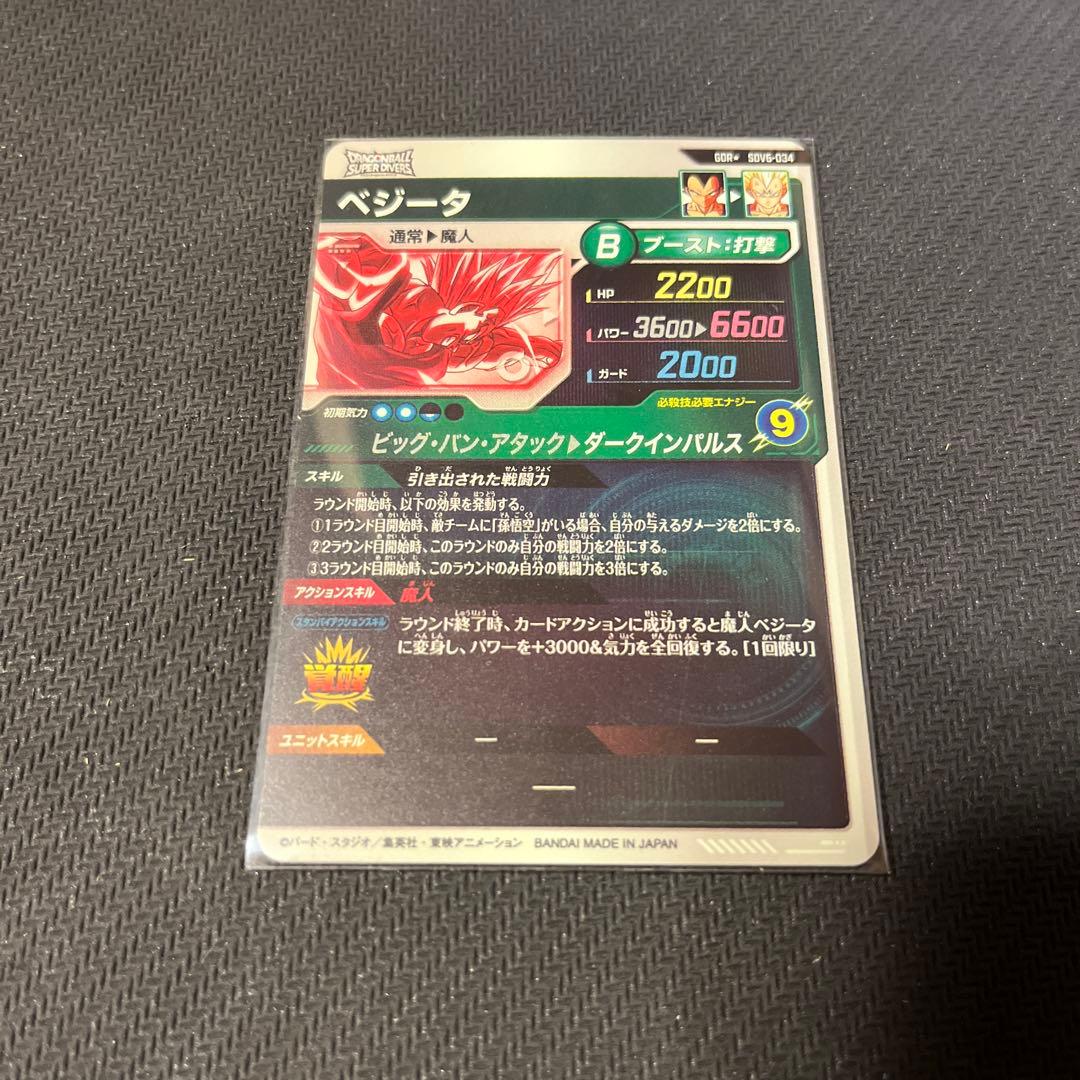 DRAGONBALL
SUPER DIVERS
GDR★ SDV6-034
ベジータ
通常▶魔人
B ブースト:打撃
HP 2200
パワー 3600▶6600
ガード 2000
初期気力
必殺技必要エナジー
9
ビッグ・バン・アタック▶ダークインパルス
スキル 引き出された戦闘力
ラウンド開始時、以下の効果を発動する。
①1ラウンド目開始時、敵チームに「孫悟空」がいる場合、自分の与えるダメージを2倍にする。
②2ラウンド目開始時、このラウンドのみ自分の戦闘力を2倍にする。
③3ラウンド目開始時、このラウンドのみ自分の戦闘力を3倍にする。
アクションスキル 魔人
スタンバイアクションスキル
覚醒
ラウンド終了時、カードアクションに成功すると魔人ベジータ
に変身し、パワーを+3000&気力を全回復する。[1回限り]
ユニットスキル — —
—
©バード・スタジオ/集英社・東映アニメーション BANDAI MADE IN JAPAN